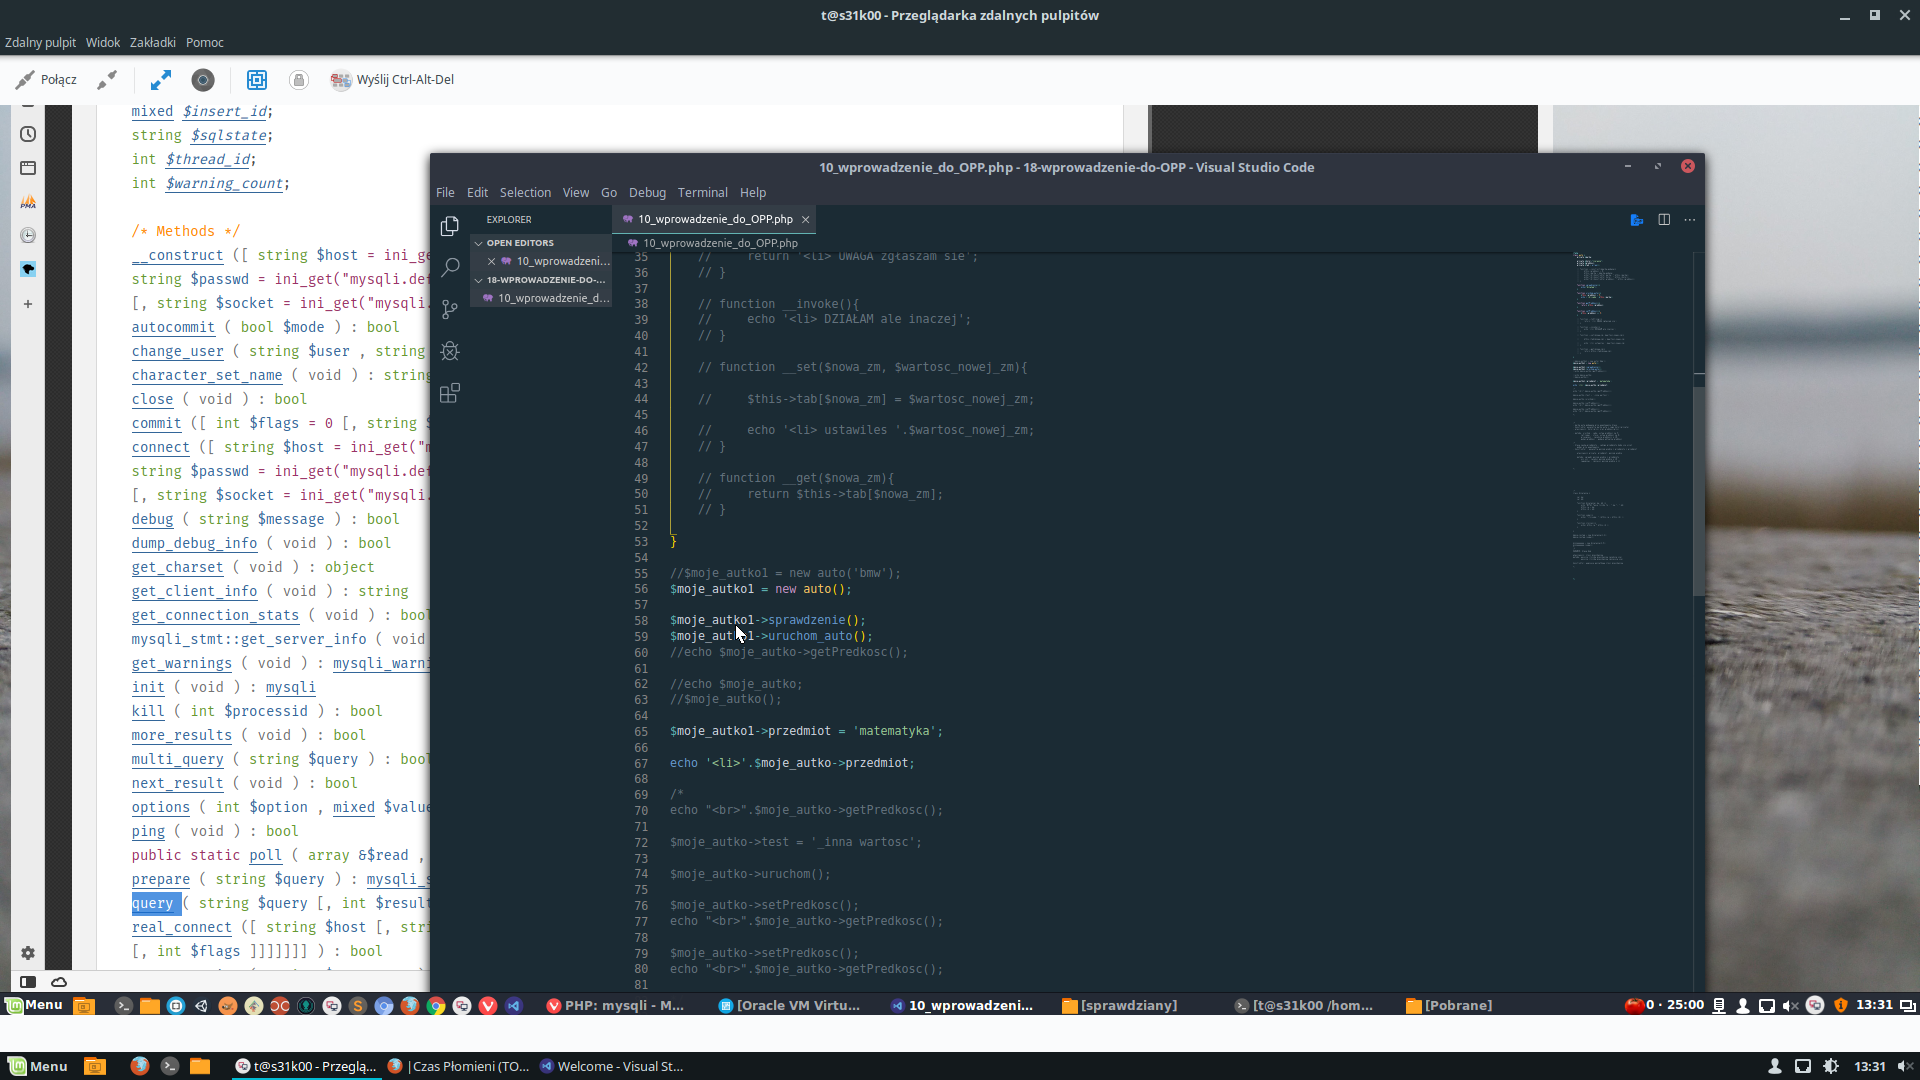 t@s31k00 - Przeglądarka zdalnych pulpitów
Zdalny pulpit Widok Zakładki Pomoc
Połącz Wyślij Ctrl-Alt-Del
mixed $insert_id;
string $sqlstate;
int $thread_id;
int $warning_count;
/* Methods */
__construct ([ string $host = ini_ge
string $passwd = ini_get("mysqli.def
[, string $socket = ini_get("mysqli.
autocommit ( bool $mode ) : bool
change_user ( string $user , string
character_set_name ( void ) : string
close ( void ) : bool
commit ([ int $flags = 0 [, string $
connect ([ string $host = ini_get("m
string $passwd = ini_get("mysqli.def
[, string $socket = ini_get("mysqli.
debug ( string $message ) : bool
dump_debug_info ( void ) : bool
get_charset ( void ) : object
get_client_info ( void ) : string
get_connection_stats ( void ) : bool
mysqli_stmt::get_server_info ( void
get_warnings ( void ) : mysqli_warni
init ( void ) : mysqli
kill ( int $processid ) : bool
more_results ( void ) : bool
multi_query ( string $query ) : bool
next_result ( void ) : bool
options ( int $option , mixed $value
ping ( void ) : bool
public static poll ( array &$read ,
prepare ( string $query ) : mysqli_s
query ( string $query [, int $result
real_connect ([ string $host [, stri
[, int $flags ]]]]]]] ) : bool
10_wprowadzenie_do_OPP.php - 18-wprowadzenie-do-OPP - Visual Studio Code
File Edit Selection View Go Debug Terminal Help
EXPLORER
OPEN EDITORS
10_wprowadzeni...
18-WPROWADZENIE-DO-...
10_wprowadzenie_d...
10_wprowadzenie_do_OPP.php
10_wprowadzenie_do_OPP.php
35 // return '<li> UWAGA zgłaszam sie';
36 // }
37
38 // function __invoke(){
39 // echo '<li> DZIAŁAM ale inaczej';
40 // }
41
42 // function __set($nowa_zm, $wartosc_nowej_zm){
43
44 // $this->tab[$nowa_zm] = $wartosc_nowej_zm;
45
46 // echo '<li> ustawiles '.$wartosc_nowej_zm;
47 // }
48
49 // function __get($nowa_zm){
50 // return $this->tab[$nowa_zm];
51 // }
52
53 }
54
55 //$moje_autko1 = new auto('bmw');
56 $moje_autko1 = new auto();
57
58 $moje_autko1->sprawdzenie();
59 $moje_autko1->uruchom_auto();
60 //echo $moje_autko->getPredkosc();
61
62 //echo $moje_autko;
63 //$moje_autko();
64
65 $moje_autko1->przedmiot = 'matematyka';
66
67 echo '<li>'.$moje_autko->przedmiot;
68
69 /*
70 echo "<br>".$moje_autko->getPredkosc();
71
72 $moje_autko->test = '_inna wartosc';
73
74 $moje_autko->uruchom();
75
76 $moje_autko->setPredkosc();
77 echo "<br>".$moje_autko->getPredkosc();
78
79 $moje_autko->setPredkosc();
80 echo "<br>".$moje_autko->getPredkosc();
81
Menu PHP: mysqli - M... [Oracle VM Virtu... 10_wprowadzeni... [sprawdziany] [t@s31k00 /hom... [Pobrane] 0 · 25:00 13:31
Menu t@s31k00 - Przeglą... |Czas Płomieni (TO... Welcome - Visual St... 13:31